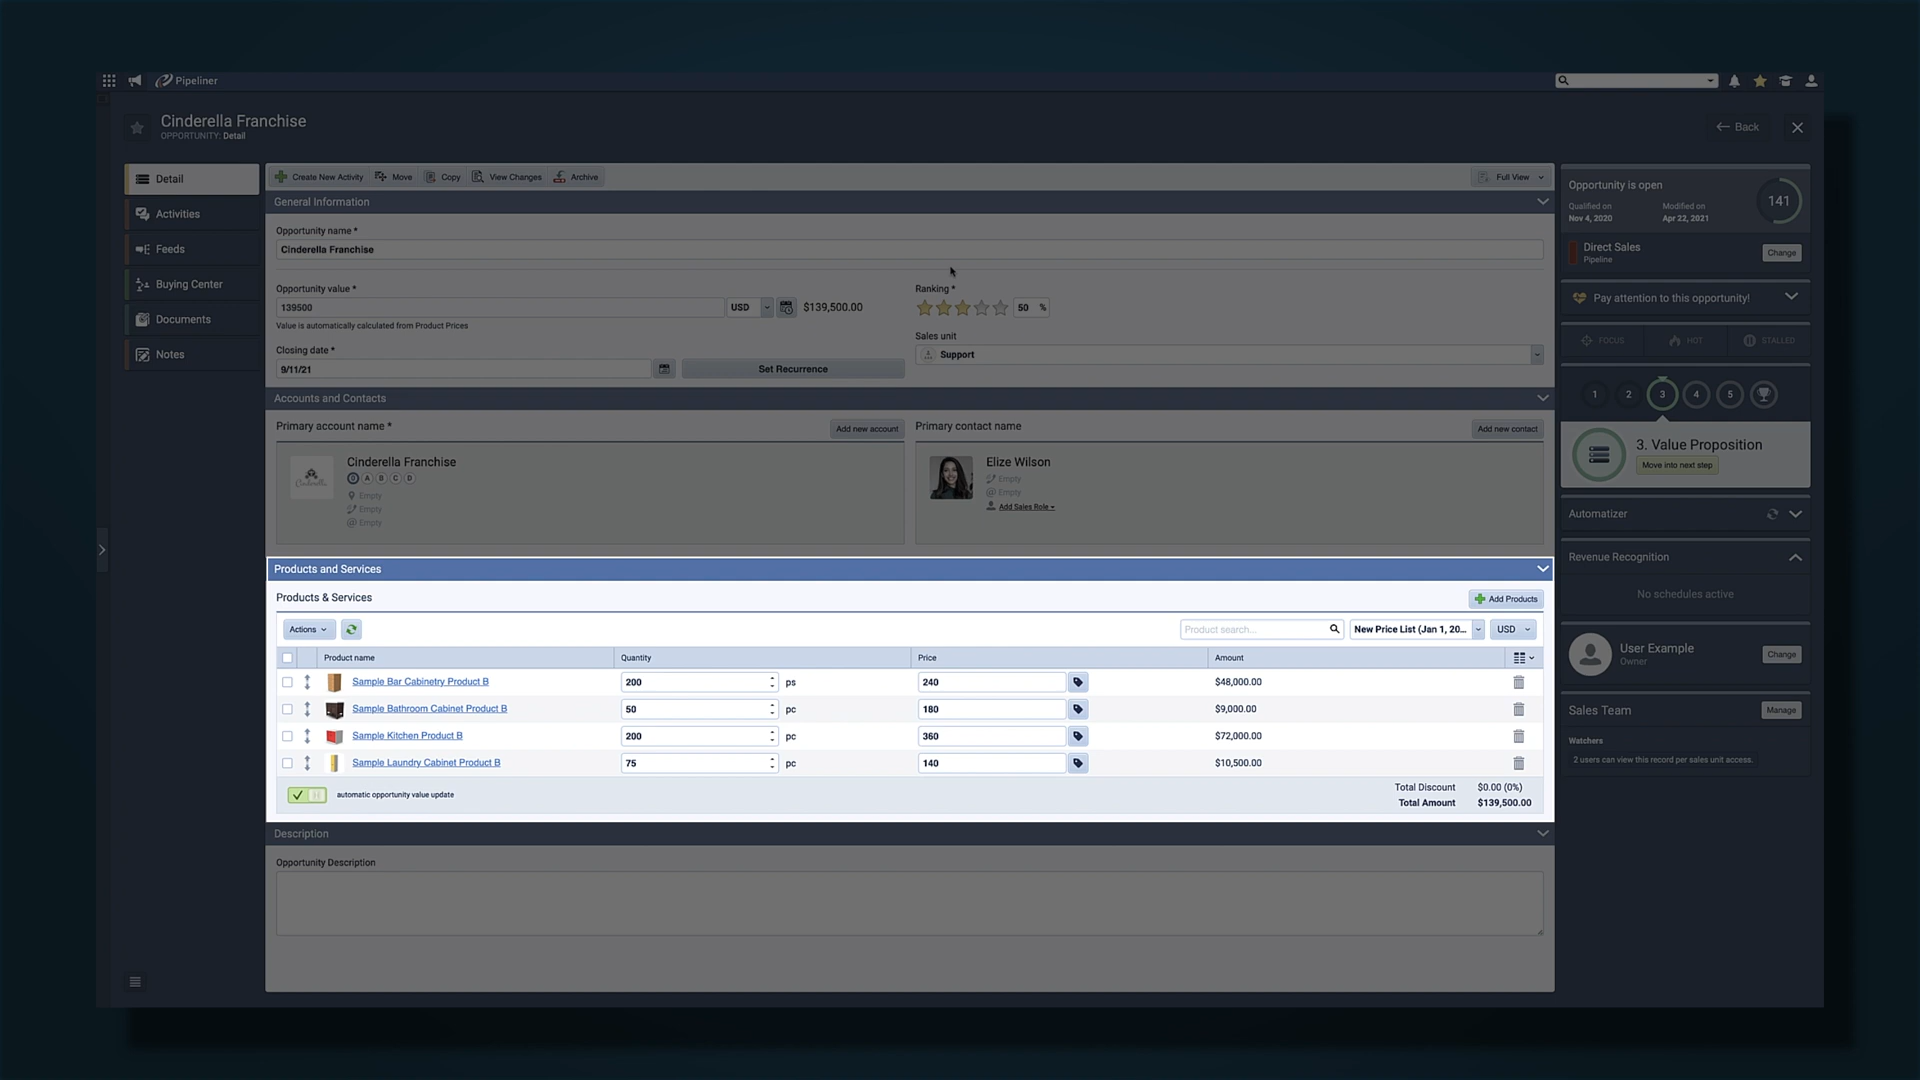 Pipeliner
Cinderella Franchise
OPPORTUNITY: Detail
Back
Detail
Activities
Feeds
Buying Center
Documents
Notes
Create New Activity Move Copy View Changes Archive Full View
General Information
Opportunity name *
Cinderella Franchise
Opportunity value *
139500 USD $139,500.00
Value is automatically calculated from Product Prices
Closing date *
9/11/21 Set Recurrence
Ranking *
50 %
Sales unit
Support
Accounts and Contacts
Primary account name * Add new account
Cinderella Franchise
O A B C D
Empty
Empty
Empty
Primary contact name Add new contact
Elize Wilson
Empty
Empty
Add Sales Role
Products and Services
Products & Services Add Products
Actions Product search... New Price List (Jan 1, 20... USD
Product name Quantity Price Amount
Sample Bar Cabinetry Product B 200 ps 240 $48,000.00
Sample Bathroom Cabinet Product B 50 pc 180 $9,000.00
Sample Kitchen Product B 200 pc 360 $72,000.00
Sample Laundry Cabinet Product B 75 pc 140 $10,500.00
automatic opportunity value update
Total Discount $0.00 (0%)
Total Amount $139,500.00
Description
Opportunity Description
Opportunity is open
Qualified on Modified on
Nov 4, 2020 Apr 22, 2021
141
Direct Sales
Pipeline
Change
Pay attention to this opportunity!
FOCUS HOT STALLED
1 2 3 4 5
3. Value Proposition
Move into next step
Automatizer
Revenue Recognition
No schedules active
User Example
Owner
Change
Sales Team Manage
Watchers
2 users can view this record per sales unit access.